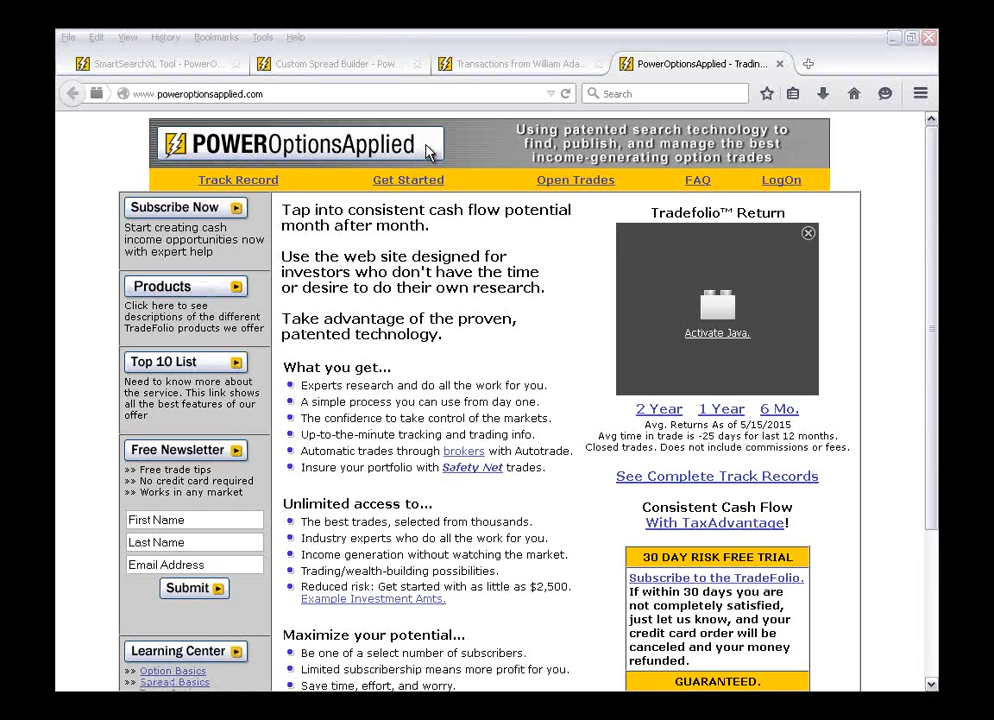 File Edit View History Bookmarks Tools Help
SmartSearchXL Tool - PowerO... Custom Spread Builder - Pow... Transactions from William Ada... PowerOptionsApplied - Tradin...
www.poweroptionsapplied.com
Search
POWEROptionsApplied
Using patented search technology to
find, publish, and manage the best
income-generating option trades
Track Record Get Started Open Trades FAQ LogOn
Subscribe Now
Start creating cash
income opportunities now
with expert help
Products
Click here to see
descriptions of the different
TradeFolio products we offer
Top 10 List
Need to know more about
the service. This link shows
all the best features of our
offer
Free Newsletter
»» Free trade tips
»» No credit card required
»» Works in any market
First Name
Last Name
Email Address
Submit
Learning Center
»» Option Basics
»» Spread Basics
Tap into consistent cash flow potential
month after month.
Use the web site designed for
investors who don't have the time
or desire to do their own research.
Take advantage of the proven,
patented technology.
What you get...
Experts research and do all the work for you.
A simple process you can use from day one.
The confidence to take control of the markets.
Up-to-the-minute tracking and trading info.
Automatic trades through brokers with Autotrade.
Insure your portfolio with Safety Net trades.
Unlimited access to...
The best trades, selected from thousands.
Industry experts who do all the work for you.
Income generation without watching the market.
Trading/wealth-building possibilities.
Reduced risk: Get started with as little as $2,500.
Example Investment Amts.
Maximize your potential...
Be one of a select number of subscribers.
Limited subscribership means more profit for you.
Save time, effort, and worry.
Tradefolio™ Return
Activate Java.
2 Year 1 Year 6 Mo.
Avg. Returns As of 5/15/2015
Avg time in trade is -25 days for last 12 months.
Closed trades. Does not include commissions or fees.
See Complete Track Records
Consistent Cash Flow
With TaxAdvantage!
30 DAY RISK FREE TRIAL
Subscribe to the TradeFolio.
If within 30 days you are
not completely satisfied,
just let us know, and your
credit card order will be
canceled and your money
refunded.
GUARANTEED.